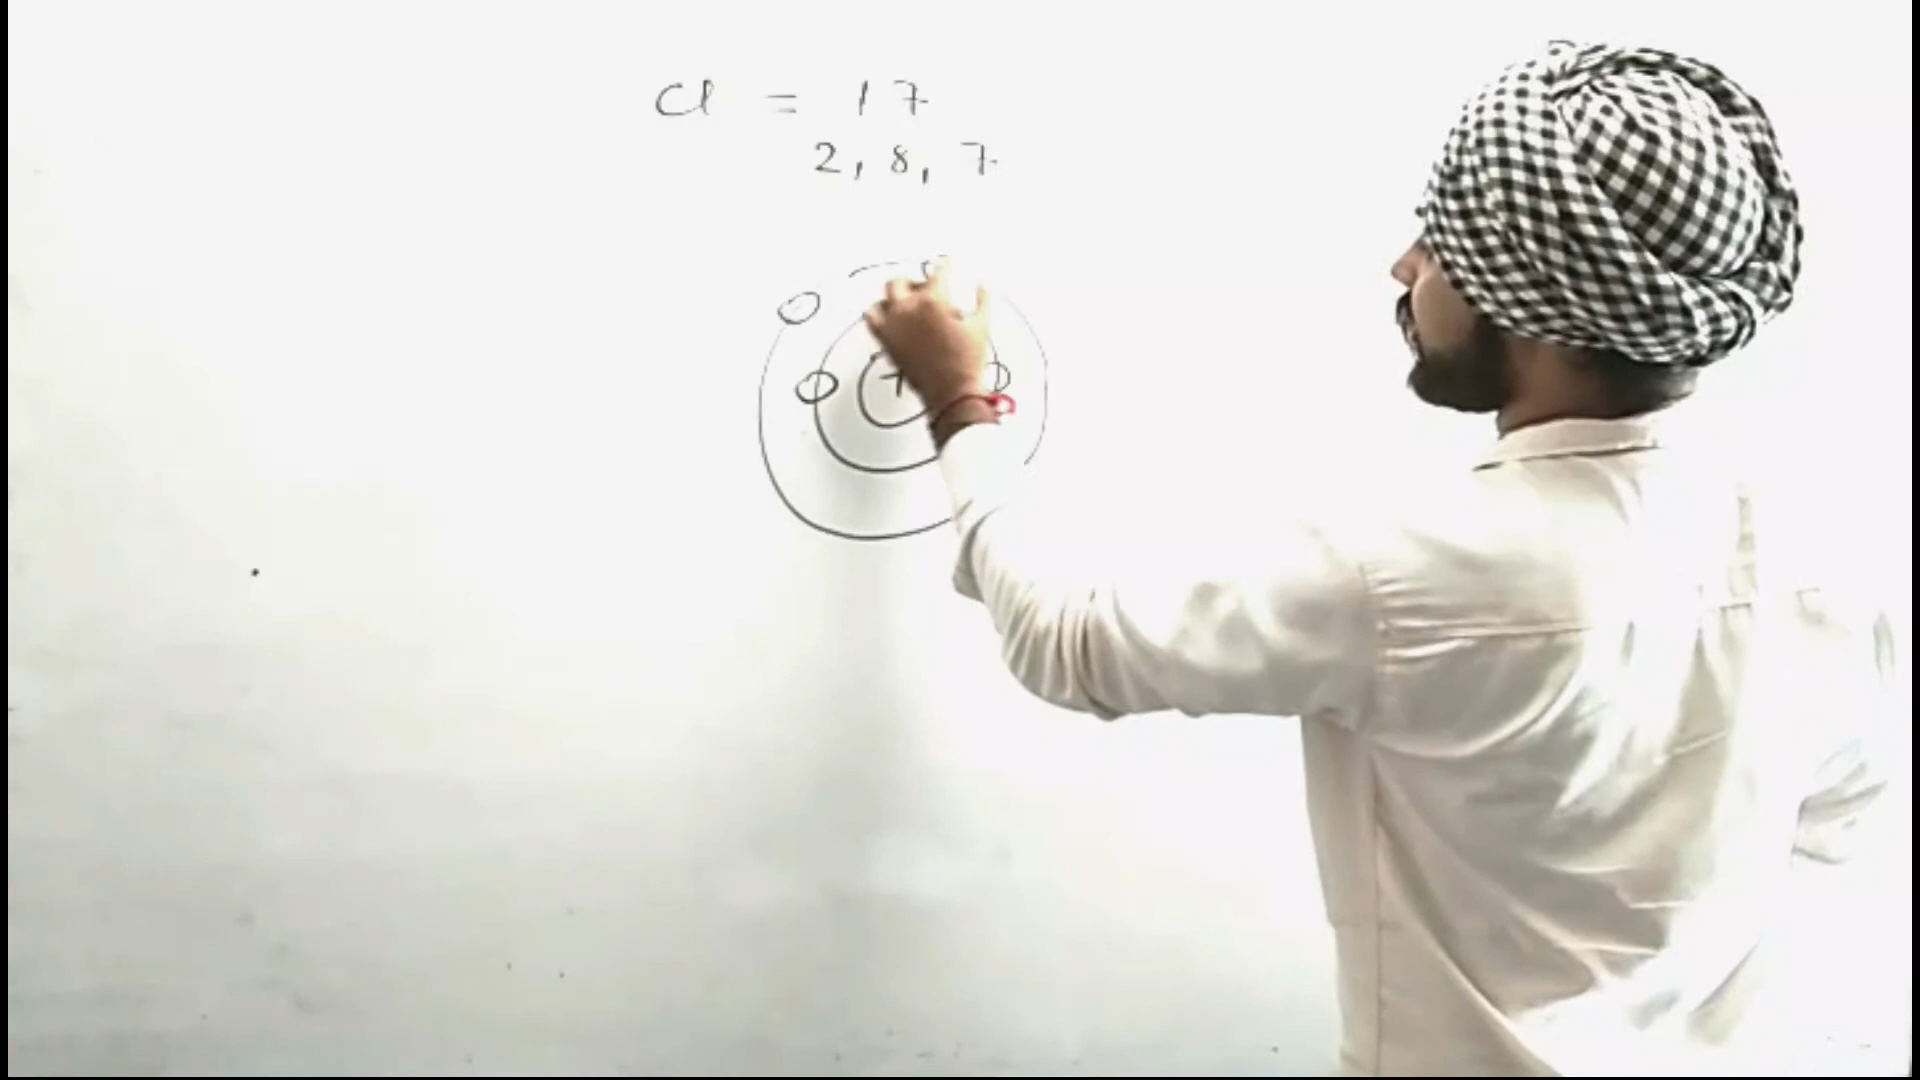 Cl = 17
2, 8, 7
+